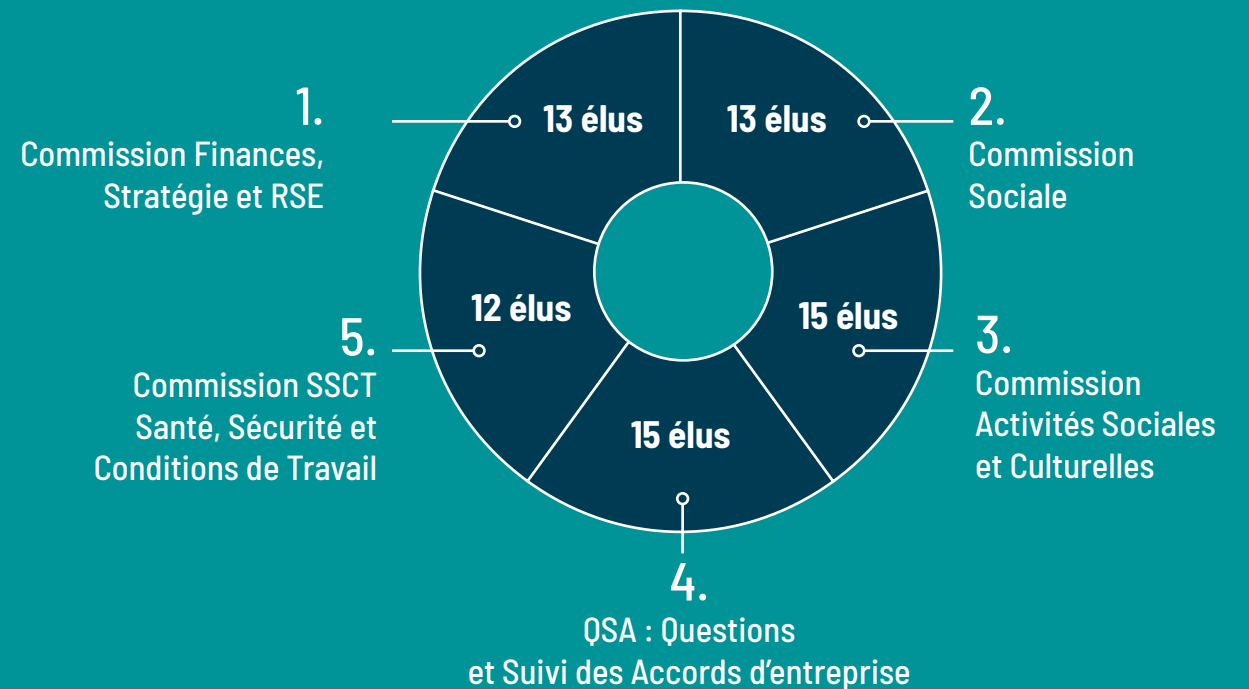 1.
Commission Finances,
Stratégie et RSE
13 élus
13 élus
2.
Commission
Sociale
15 élus
3.
Commission
Activités Sociales
et Culturelles
15 élus
4.
QSA : Questions
et Suivi des Accords d'entreprise
12 élus
5.
Commission SSCT
Santé, Sécurité et
Conditions de Travail